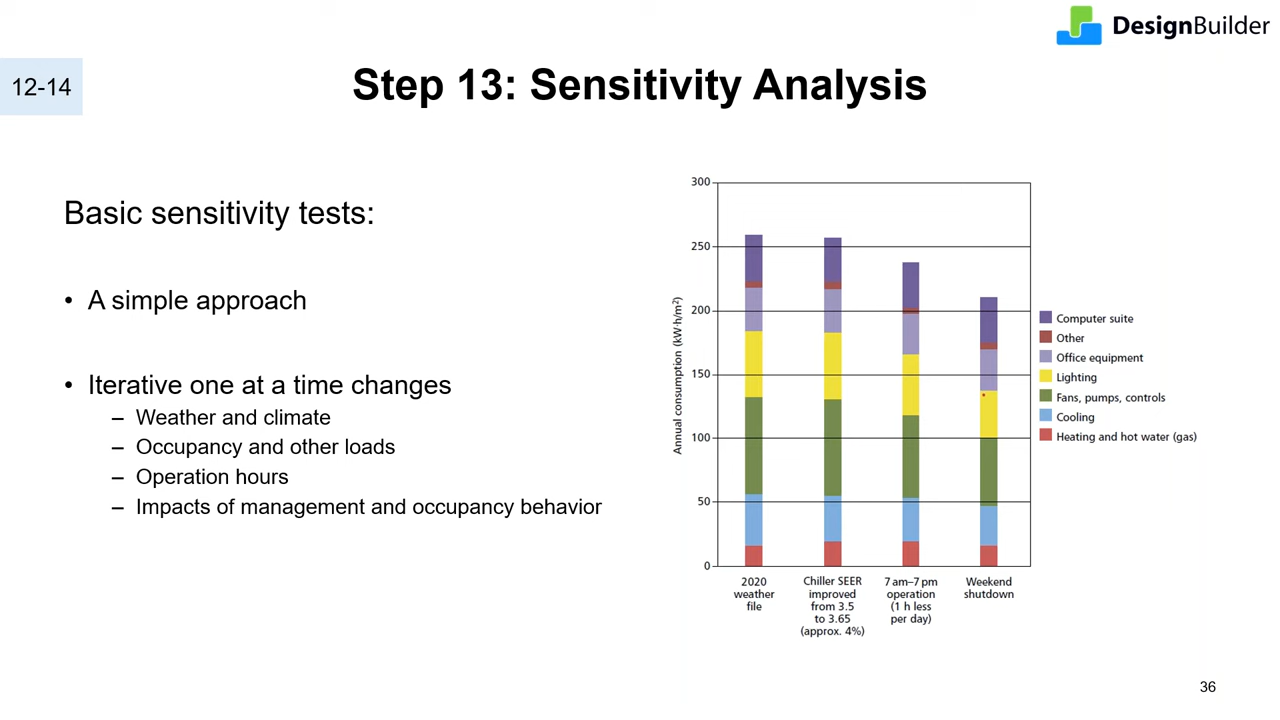 DesignBuilder
12-14
Step 13: Sensitivity Analysis
Basic sensitivity tests:
• A simple approach
• Iterative one at a time changes
– Weather and climate
– Occupancy and other loads
– Operation hours
– Impacts of management and occupancy behavior
Annual consumption (kW·h/m²)
300
250
200
150
100
50
0
2020
weather
file
Chiller SEER
improved
from 3.5
to 3.65
(approx. 4%)
7 am–7 pm
operation
(1 h less
per day)
Weekend
shutdown
Computer suite
Other
Office equipment
Lighting
Fans, pumps, controls
Cooling
Heating and hot water (gas)
36